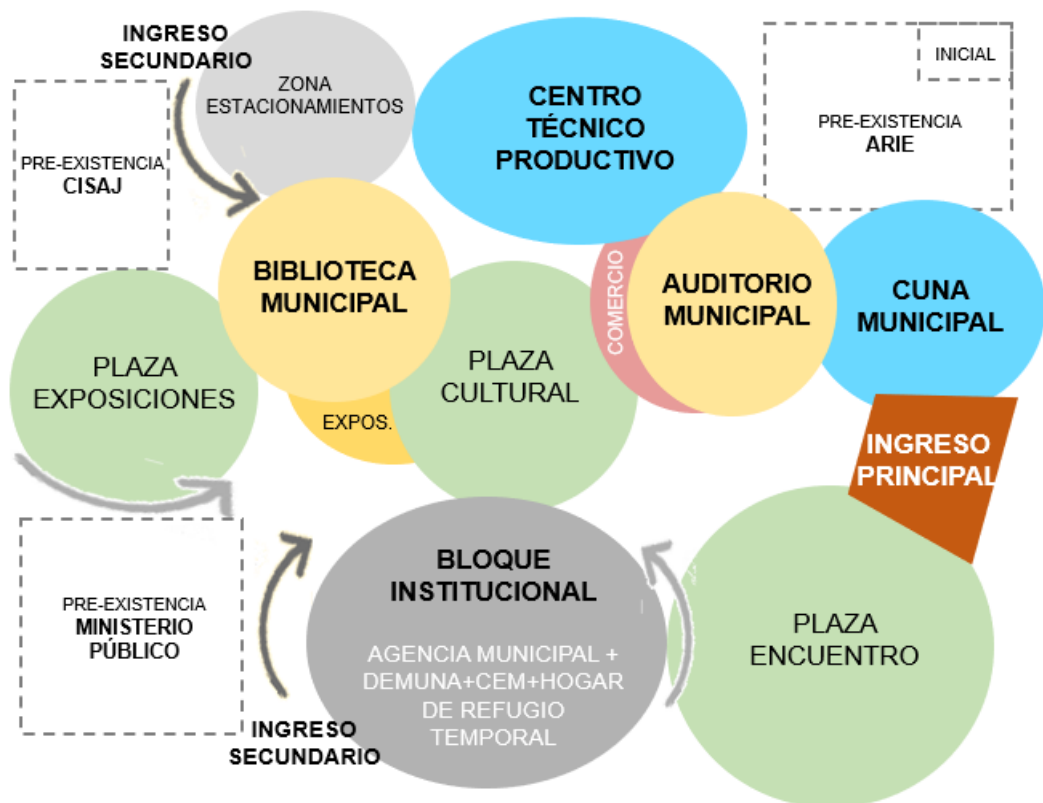 INGRESO
SECUNDARIO
ZONA
ESTACIONAMIENTOS
CENTRO
TÉCNICO
PRODUCTIVO
INICIAL
PRE-EXISTENCIA
ARIE
PRE-EXISTENCIA
CISAJ
BIBLIOTECA
MUNICIPAL
COMERCIO
AUDITORIO
MUNICIPAL
CUNA
MUNICIPAL
PLAZA
EXPOSICIONES
PLAZA
CULTURAL
EXPOS.
INGRESO
PRINCIPAL
PRE-EXISTENCIA
MINISTERIO
PÚBLICO
BLOQUE
INSTITUCIONAL
AGENCIA MUNICIPAL +
DEMUNA+CEM+HOGAR
DE REFUGIO
TEMPORAL
PLAZA
ENCUENTRO
INGRESO
SECUNDARIO